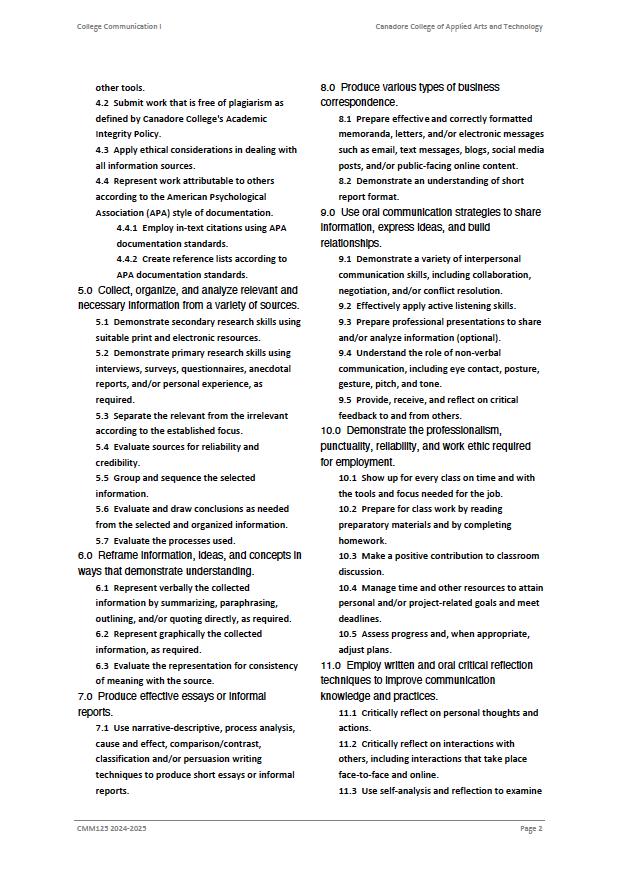 College Communication I
Canadore College of Applied Arts and Technology
other tools.
4.2 Submit work that is free of plagiarism as
defined by Canadore College's Academic
Integrity Policy.
4.3 Apply ethical considerations in dealing with
all information sources.
4.4 Represent work attributable to others
according to the American Psychological
Association (APA) style of documentation.
4.4.1 Employ in-text citations using APA
documentation standards.
4.4.2 Create reference lists according to
APA documentation standards.
5.0 Collect, organize, and analyze relevant and
necessary information from a variety of sources.
5.1 Demonstrate secondary research skills using
suitable print and electronic resources.
5.2 Demonstrate primary research skills using
interviews, surveys, questionnaires, anecdotal
reports, and/or personal experience, as
required.
5.3 Separate the relevant from the irrelevant
according to the established focus.
5.4 Evaluate sources for reliability and
credibility.
5.5 Group and sequence the selected
information.
5.6 Evaluate and draw conclusions as needed
from the selected and organized information.
5.7 Evaluate the processes used.
6.0 Reframe information, ideas, and concepts in
ways that demonstrate understanding.
6.1 Represent verbally the collected
information by summarizing, paraphrasing,
outlining, and/or quoting directly, as required.
6.2 Represent graphically the collected
information, as required.
6.3 Evaluate the representation for consistency
of meaning with the source.
7.0 Produce effective essays or informal
reports.
7.1 Use narrative-descriptive, process analysis,
cause and effect, comparison/contrast,
classification and/or persuasion writing
techniques to produce short essays or informal
reports.
8.0 Produce various types of business
correspondence.
8.1 Prepare effective and correctly formatted
memoranda, letters, and/or electronic messages
such as email, text messages, blogs, social media
posts, and/or public-facing online content.
8.2 Demonstrate an understanding of short
report format.
9.0 Use oral communication strategies to share
information, express ideas, and build
relationships.
9.1 Demonstrate a variety of interpersonal
communication skills, including collaboration,
negotiation, and/or conflict resolution.
9.2 Effectively apply active listening skills.
9.3 Prepare professional presentations to share
and/or analyze information (optional).
9.4 Understand the role of non-verbal
communication, including eye contact, posture,
gesture, pitch, and tone.
9.5 Provide, receive, and reflect on critical
feedback to and from others.
10.0 Demonstrate the professionalism,
punctuality, reliability, and work ethic required
for employment.
10.1 Show up for every class on time and with
the tools and focus needed for the job.
10.2 Prepare for class work by reading
preparatory materials and by completing
homework.
10.3 Make a positive contribution to classroom
discussion.
10.4 Manage time and other resources to attain
personal and/or project-related goals and meet
deadlines.
10.5 Assess progress and, when appropriate,
adjust plans.
11.0 Employ written and oral critical reflection
techniques to improve communication
knowledge and practices.
11.1 Critically reflect on personal thoughts and
actions.
11.2 Critically reflect on interactions with
others, including interactions that take place
face-to-face and online.
11.3 Use self-analysis and reflection to examine
CMM125 2024-2025
Page 2